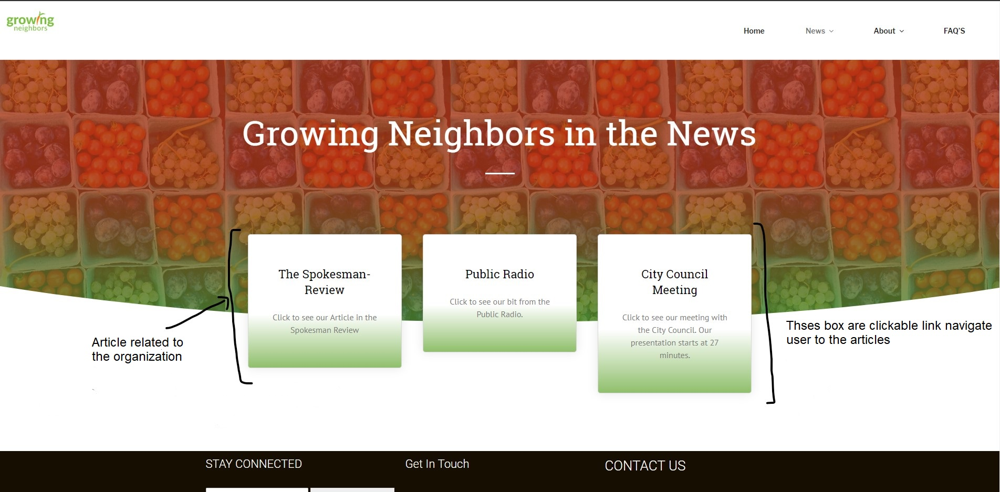 growing
neighbors
Home
News
About
FAQ'S
Growing Neighbors in the News
The Spokesman-
Review
Click to see our Article in the
Spokesman Review
Public Radio
Click to see our bit from the
Public Radio.
City Council
Meeting
Click to see our meeting with
the City Council. Our
presentation starts at 27
minutes.
Article related to
the organization
Thses box are clickable link navigate
user to the articles
STAY CONNECTED
Get In Touch
CONTACT US